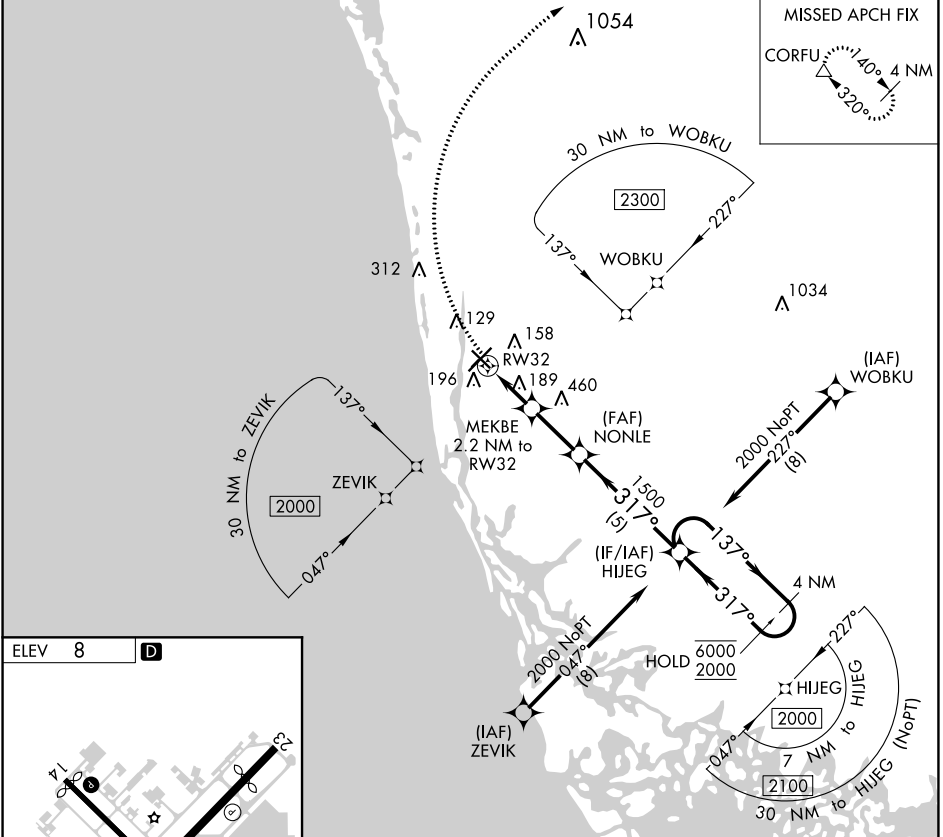 1054
MISSED APCH FIX
CORFU
140°
4 NM
320°
30 NM to WOBKU
2300
137°
227°
WOBKU
312
129
158
RW32
1034
196
189
460
(IAF)
WOBKU
MEKBE
2.2 NM to
RW32
(FAF)
NONLE
2000 NoPT
227°
(8)
30 NM to ZEVIK
137°
ZEVIK
2000
047°
1500
317°
(5)
(IF/IAF)
HIJEG
137°
317°
4 NM
HOLD
6000
2000
2000 NoPT
047°
(8)
(IAF)
ZEVIK
227°
HIJEG
2000
047°
7 NM to HIJEG
2100
30 NM to HIJEG (NoPT)
ELEV 8
D
14
P
23
P